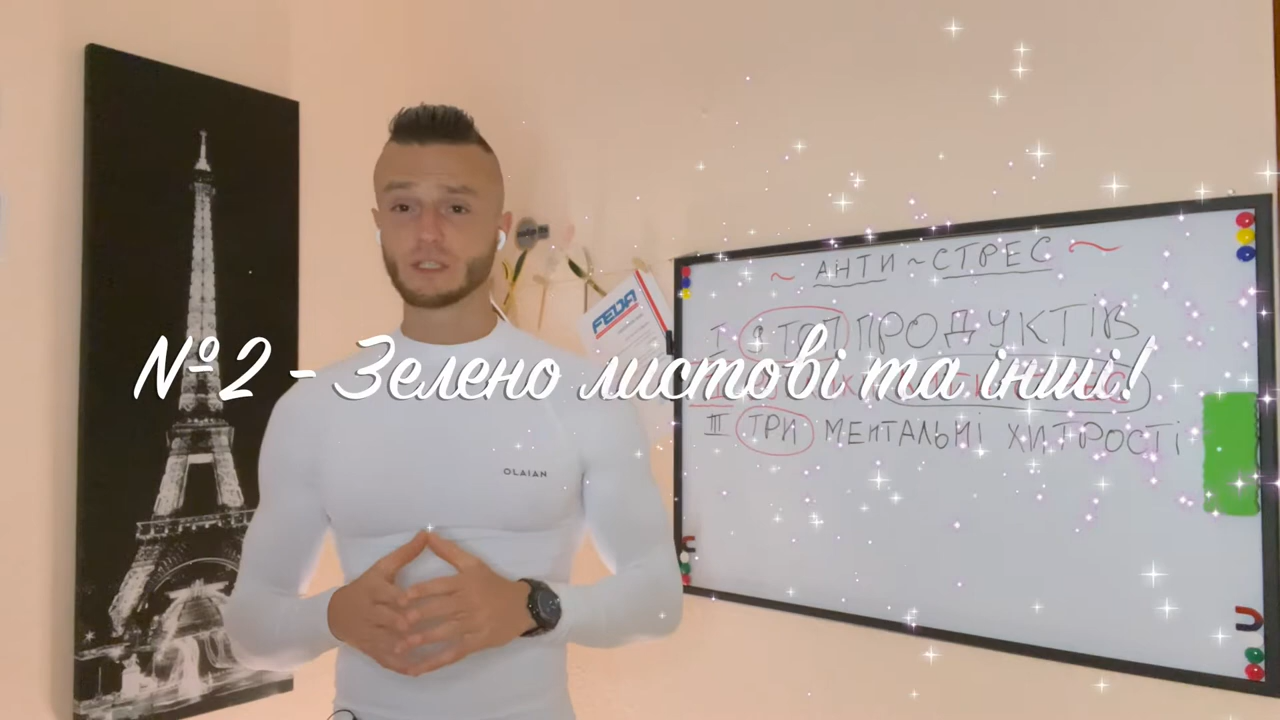 №2 - Зелено листові та інші!
OLAIAN
FEDA
~ АНТИ~СТРЕС ~
I ТОП ПРОДУКТІВ
III ТРИ МЕНТАЛЬНІ ХИТРОСТІ